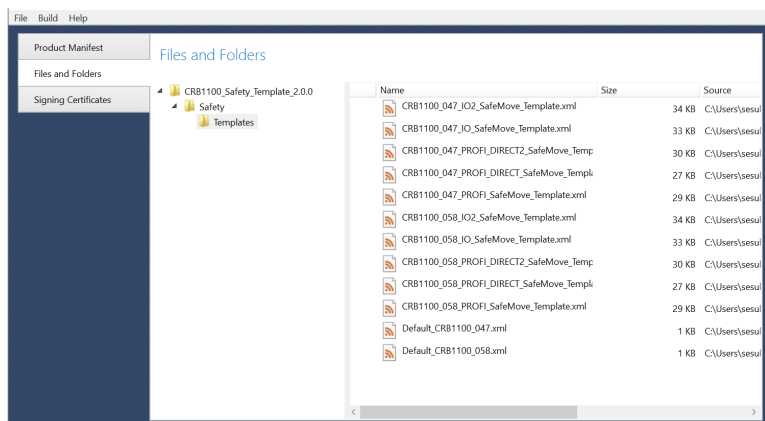 File Build Help
Product Manifest
Files and Folders
Signing Certificates
Files and Folders
CRB1100_Safety_Template_2.0.0
Safety
Templates
Name Size Source
CRB1100_047_IO2_SafeMove_Template.xml 34 KB C:\Users\sesul
CRB1100_047_IO_SafeMove_Template.xml 33 KB C:\Users\sesul
CRB1100_047_PROFI_DIRECT2_SafeMove_Temp 30 KB C:\Users\sesul
CRB1100_047_PROFI_DIRECT_SafeMove_Templa 27 KB C:\Users\sesul
CRB1100_047_PROFI_SafeMove_Template.xml 29 KB C:\Users\sesul
CRB1100_058_IO2_SafeMove_Template.xml 34 KB C:\Users\sesul
CRB1100_058_IO_SafeMove_Template.xml 33 KB C:\Users\sesul
CRB1100_058_PROFI_DIRECT2_SafeMove_Temp 30 KB C:\Users\sesul
CRB1100_058_PROFI_DIRECT_SafeMove_Templa 27 KB C:\Users\sesul
CRB1100_058_PROFI_SafeMove_Template.xml 29 KB C:\Users\sesul
Default_CRB1100_047.xml 1 KB C:\Users\sesul
Default_CRB1100_058.xml 1 KB C:\Users\sesul